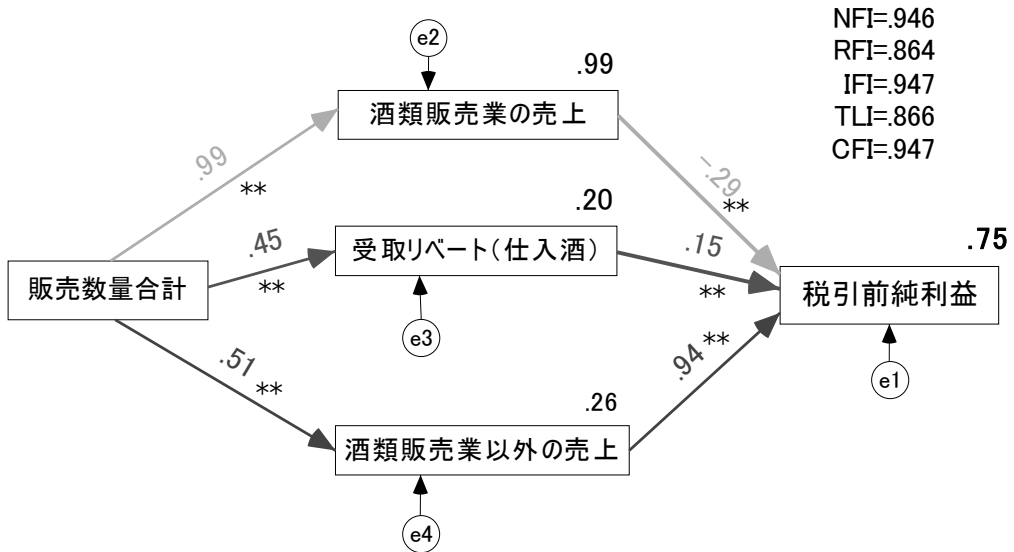 NFI=.946
RFI=.864
IFI=.947
TLI=.866
CFI=.947
e2
.99
酒類販売業の売上
.99
**
-.29
**
.20
.45
**
受取リベート(仕入酒)
.15
**
.75
販売数量合計
税引前純利益
e3
e1
.51
**
.94
**
.26
酒類販売業以外の売上
e4